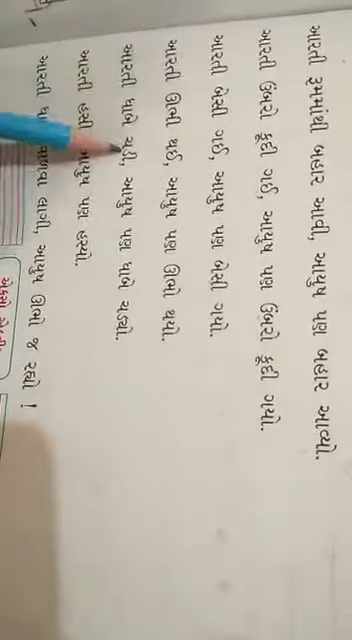 આરતી રૂમમાંથી બહાર આવી, આયુષ પણ બહાર આવ્યો.
આરતી ઉંબરો કૂદી ગઈ, આયુષ પણ ઉંબરો કૂદી ગયો.
આરતી બેસી ગઈ, આયુષ પણ બેસી ગયો.
આરતી ઊભી થઈ, આયુષ પણ ઊભો થયો.
આરતી ધાબે ચડી, આયુષ પણ ધાબે ચડ્યો.
આરતી હસી આયુષ પણ હસ્યો.
આરતી લાગી, આયુષ ઊભો જ રહ્યો !